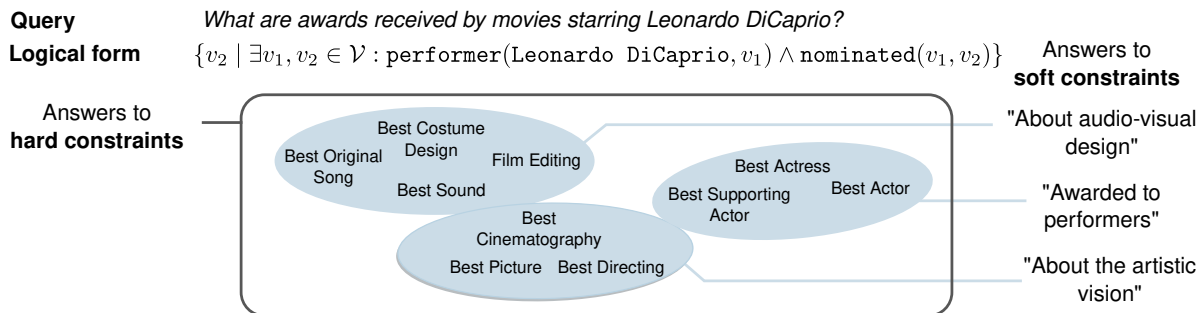 Query What are awards received by movies starring Leonardo DiCaprio?
Logical form {v₂ | ∃v₁, v₂ ∈ 𝒱 : performer(Leonardo DiCaprio, v₁) ∧ nominated(v₁, v₂)}
Answers to
soft constraints
Answers to
hard constraints
Best Costume
Design
Best Original
Song
Film Editing
Best Sound
"About audio-visual
design"
Best Actress
Best Supporting
Actor
Best Actor
"Awarded to
performers"
Best
Cinematography
Best Picture Best Directing
"About the artistic
vision"